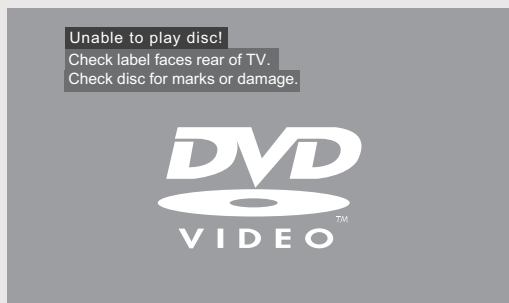 Unable to play disc!
Check label faces rear of TV.
Check disc for marks or damage.
DVD
TM
VIDEO